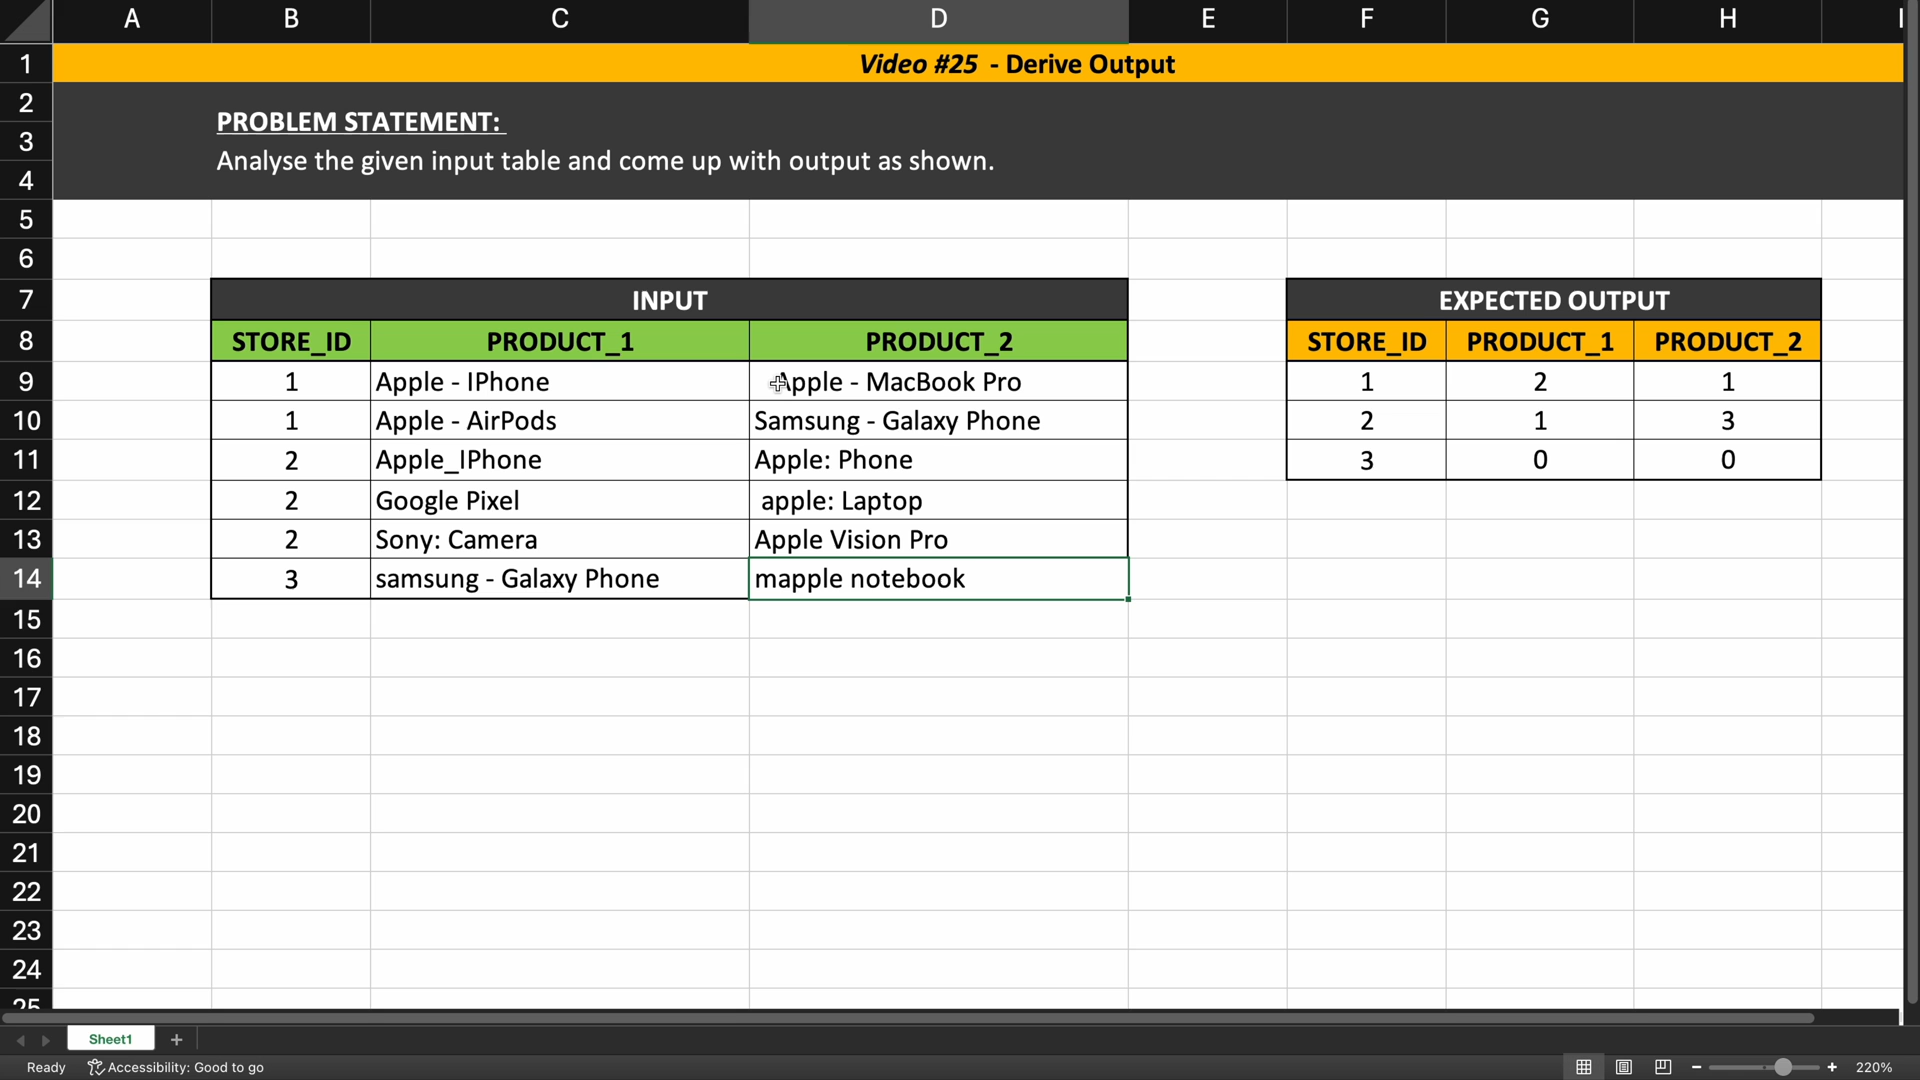 A B C D E F G H
1 Video #25 - Derive Output
2 PROBLEM STATEMENT:
3 Analyse the given input table and come up with output as shown.
4
5
6
7 INPUT EXPECTED OUTPUT
8 STORE_ID PRODUCT_1 PRODUCT_2 STORE_ID PRODUCT_1 PRODUCT_2
9 1 Apple - IPhone Apple - MacBook Pro 1 2 1
10 1 Apple - AirPods Samsung - Galaxy Phone 2 1 3
11 2 Apple_IPhone Apple: Phone 3 0 0
12 2 Google Pixel apple: Laptop
13 2 Sony: Camera Apple Vision Pro
14 3 samsung - Galaxy Phone mapple notebook
15
16
17
18
19
20
21
22
23
24
25
Sheet1 +
Ready Accessibility: Good to go 220%